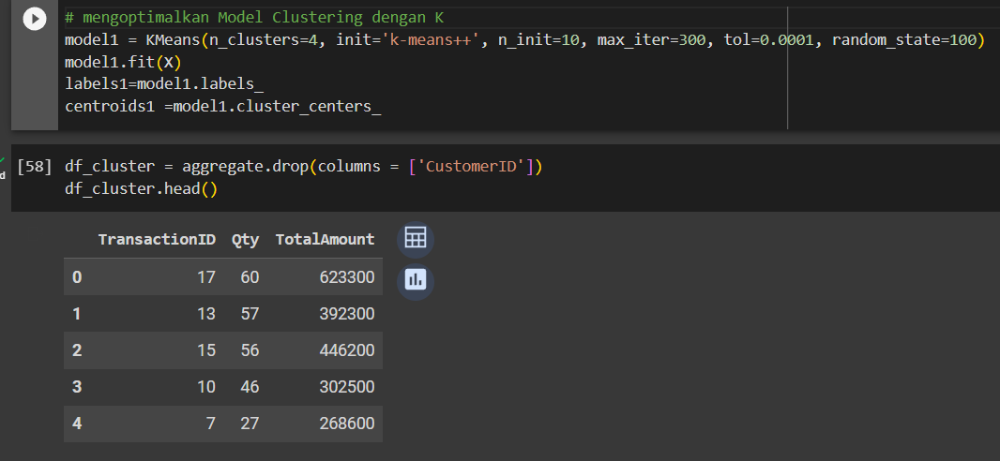 # mengoptimalkan Model Clustering dengan K
model1 = KMeans(n_clusters=4, init='k-means++', n_init=10, max_iter=300, tol=0.0001, random_state=100)
model1.fit(X)
labels1=model1.labels_
centroids1 =model1.cluster_centers_
d
[58] df_cluster = aggregate.drop(columns = ['CustomerID'])
df_cluster.head()
TransactionID Qty TotalAmount
0 17 60 623300
1 13 57 392300
2 15 56 446200
3 10 46 302500
4 7 27 268600